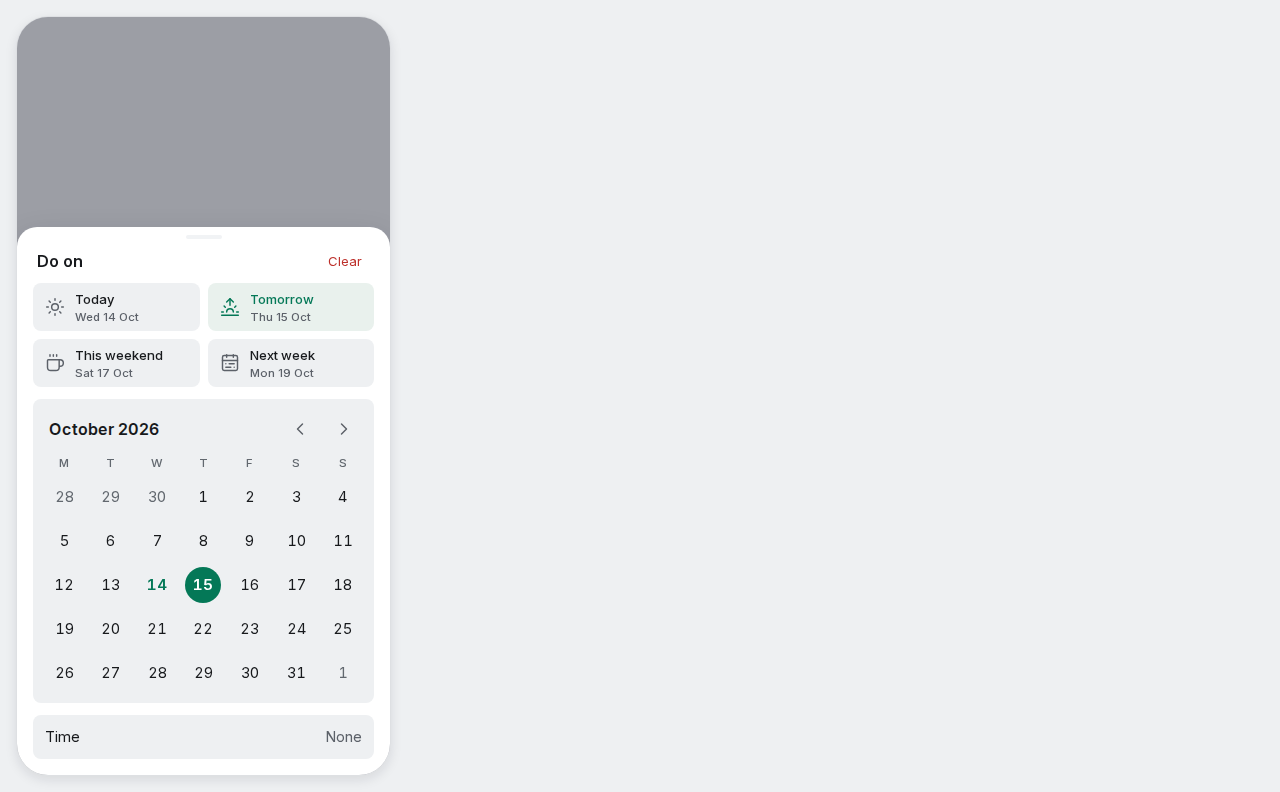 Do on
Clear
Today
Wed 14 Oct
Tomorrow
Thu 15 Oct
This weekend
Sat 17 Oct
Next week
Mon 19 Oct
October 2026
M T W T F S S
28 29 30 1 2 3 4
5 6 7 8 9 10 11
12 13 14 15 16 17 18
19 20 21 22 23 24 25
26 27 28 29 30 31 1
Time None